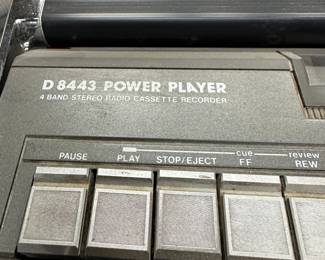 D 8443 POWER PLAYER
4 BAND STEREO RADIO CASSETTE RECORDER
cue review
PAUSE PLAY STOP/EJECT FF REW